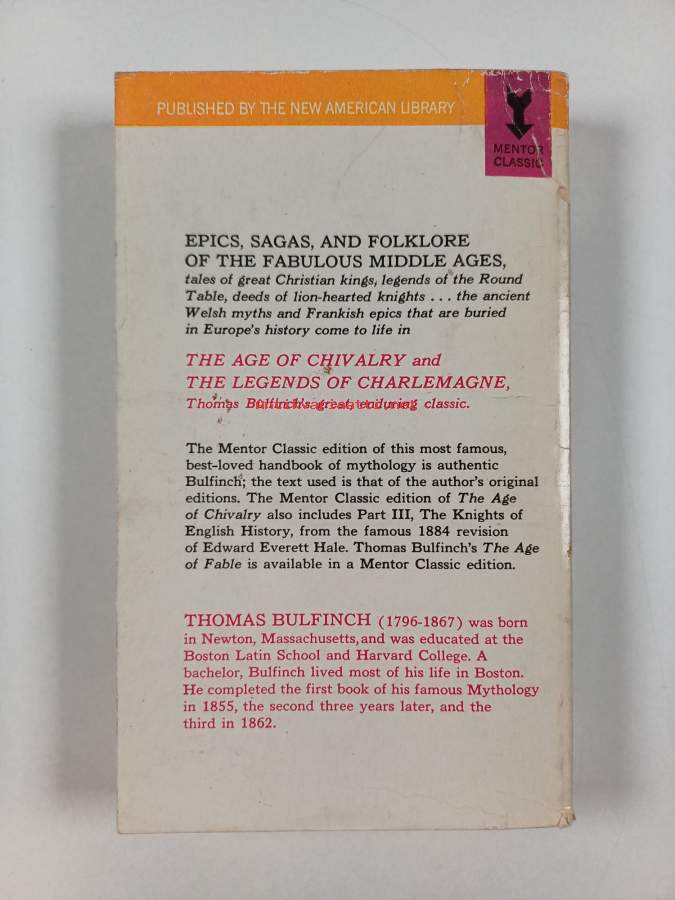 PUBLISHED BY THE NEW AMERICAN LIBRARY
MENTOR
CLASSIC
EPICS, SAGAS, AND FOLKLORE
OF THE FABULOUS MIDDLE AGES,
tales of great Christian kings, legends of the Round
Table, deeds of lion-hearted knights . . . the ancient
Welsh myths and Frankish epics that are buried
in Europe's history come to life in
THE AGE OF CHIVALRY and
THE LEGENDS OF CHARLEMAGNE,
Thomas Bulfinch's great, enduring classic.
The Mentor Classic edition of this most famous,
best-loved handbook of mythology is authentic
Bulfinch; the text used is that of the author's original
editions. The Mentor Classic edition of The Age
of Chivalry also includes Part III, The Knights of
English History, from the famous 1884 revision
of Edward Everett Hale. Thomas Bulfinch's The Age
of Fable is available in a Mentor Classic edition.
THOMAS BULFINCH (1796-1867) was born
in Newton, Massachusetts, and was educated at the
Boston Latin School and Harvard College. A
bachelor, Bulfinch lived most of his life in Boston.
He completed the first book of his famous Mythology
in 1855, the second three years later, and the
third in 1862.